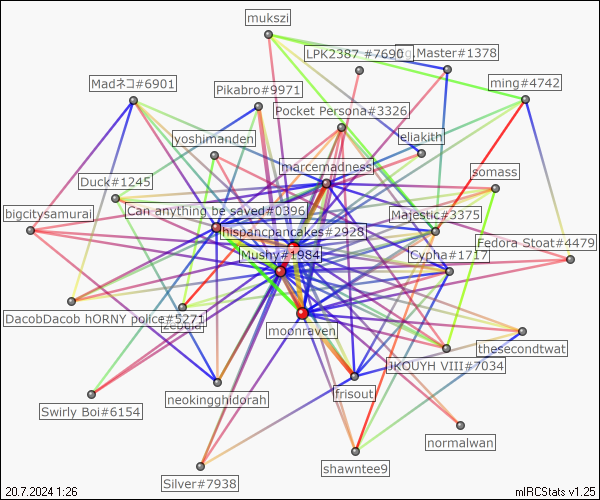 mukszi
LPK2387 #7690
Master#1378
Madネコ#6901
Pikabro#9971
ming#4742
Pocket Persona#3326
yoshimanden
eliakith
marcemadness
somass
Duck#1245
bigcitysamurai
Can anything be saved#0396
Majestic#3375
hispancpancakes#2928
Fedora Stoat#4479
Mushy#1984
Cypha#1717
DacobDacob hORNY police#5271
moonraven
thesecondtwat
JKOUYH VIII#7034
neokingghidorah
frisout
Swirly Boi#6154
normalwan
shawntee9
Silver#7938
20.7.2024 1:26
mIRCStats v1.25